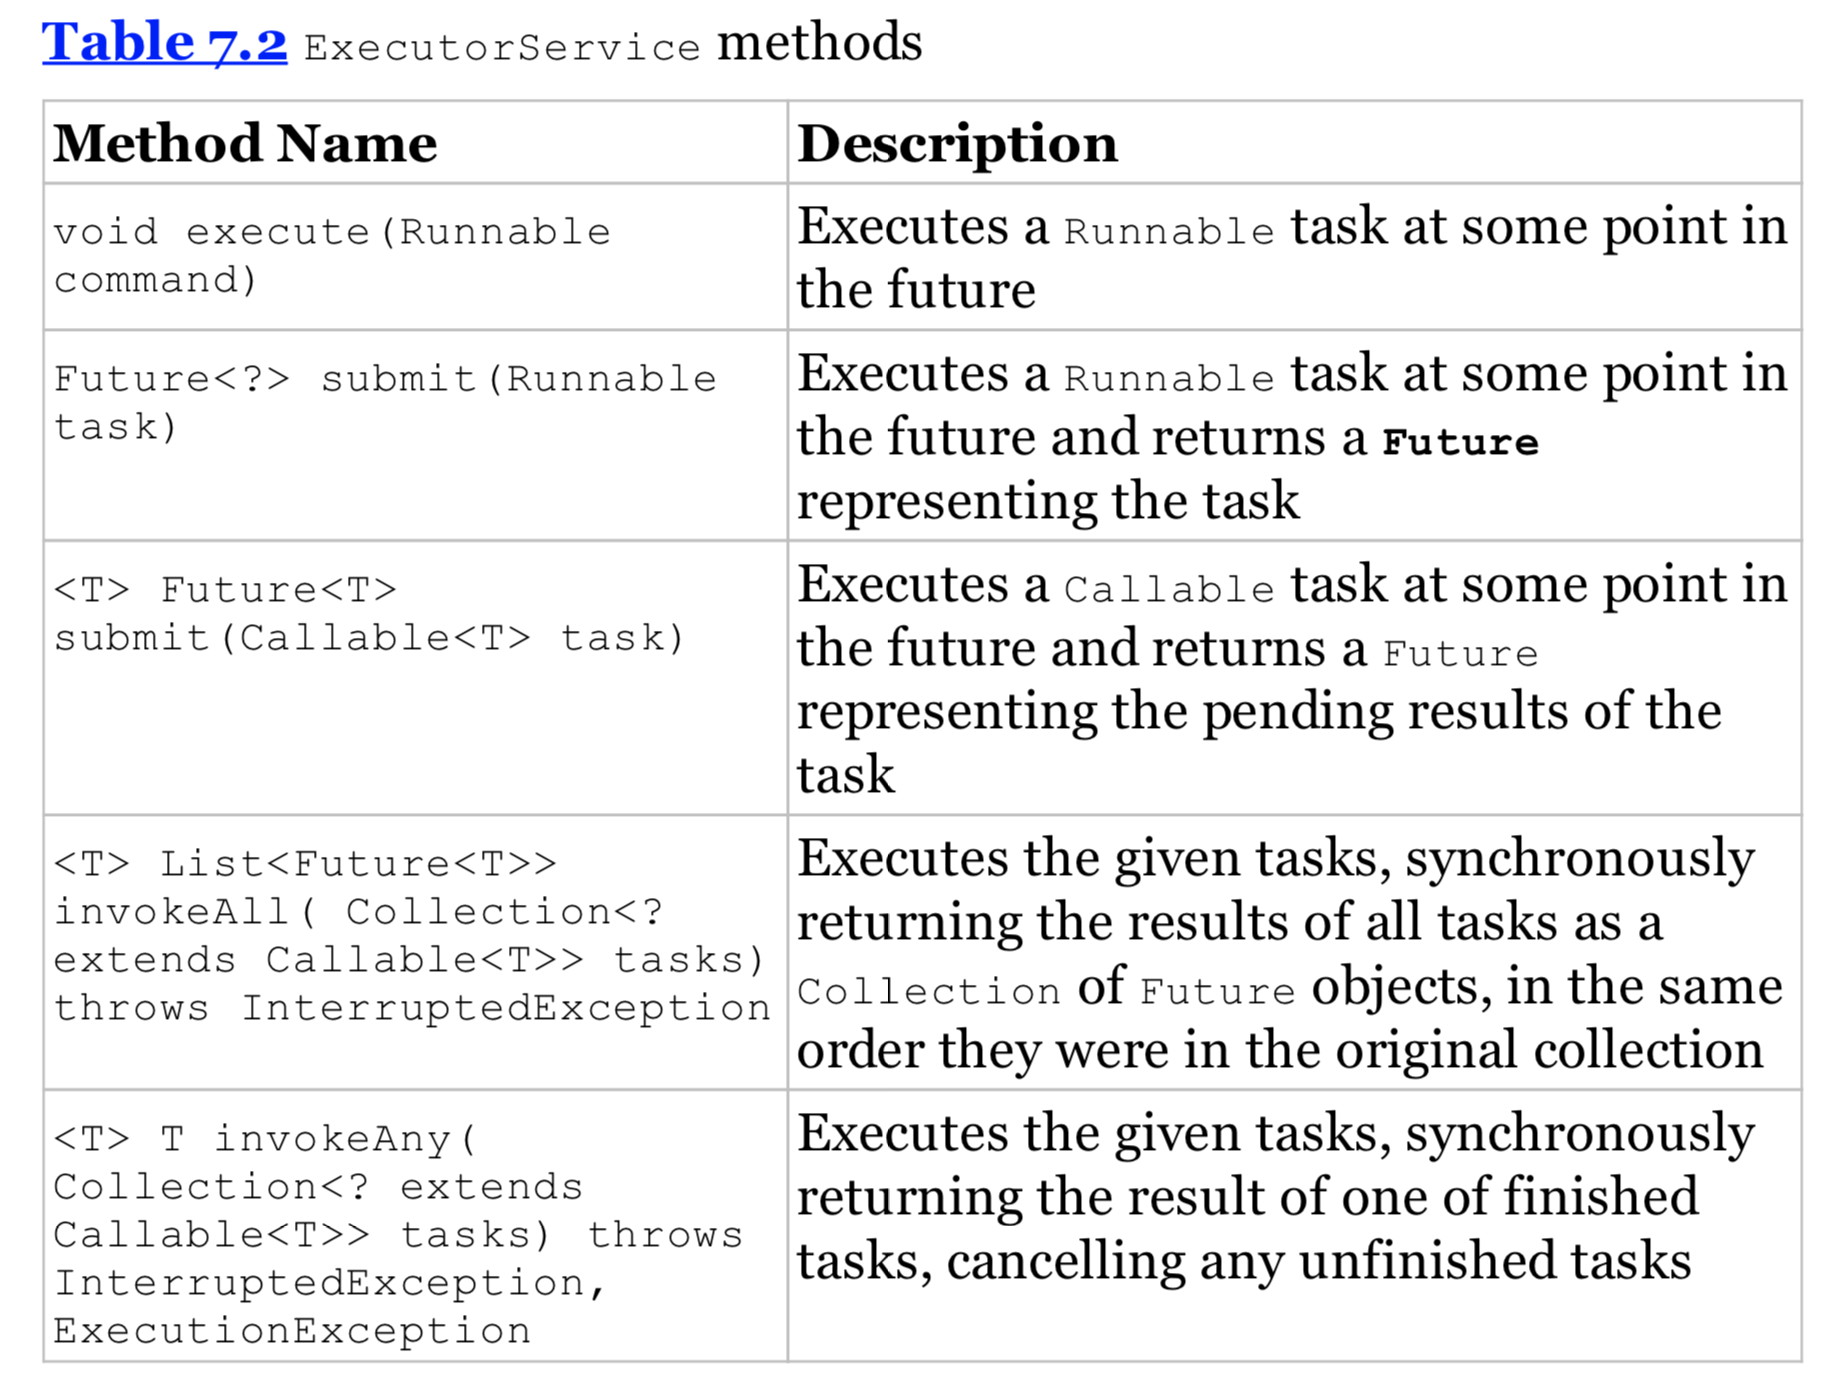 Table 7.2 ExecutorService methods
Method Name
Description
void execute(Runnable
command)
Executes a Runnable task at some point in
the future
Future<?> submit(Runnable
task)
Executes a Runnable task at some point in
the future and returns a Future
representing the task
<T> Future<T>
submit(Callable<T> task)
Executes a Callable task at some point in
the future and returns a Future
representing the pending results of the
task
<T> List<Future<T>>
invokeAll( Collection<?
extends Callable<T>> tasks)
throws InterruptedException
Executes the given tasks, synchronously
returning the results of all tasks as a
Collection of Future objects, in the same
order they were in the original collection
<T> T invokeAny(
Collection<? extends
Callable<T>> tasks) throws
InterruptedException,
ExecutionException
Executes the given tasks, synchronously
returning the result of one of finished
tasks, cancelling any unfinished tasks